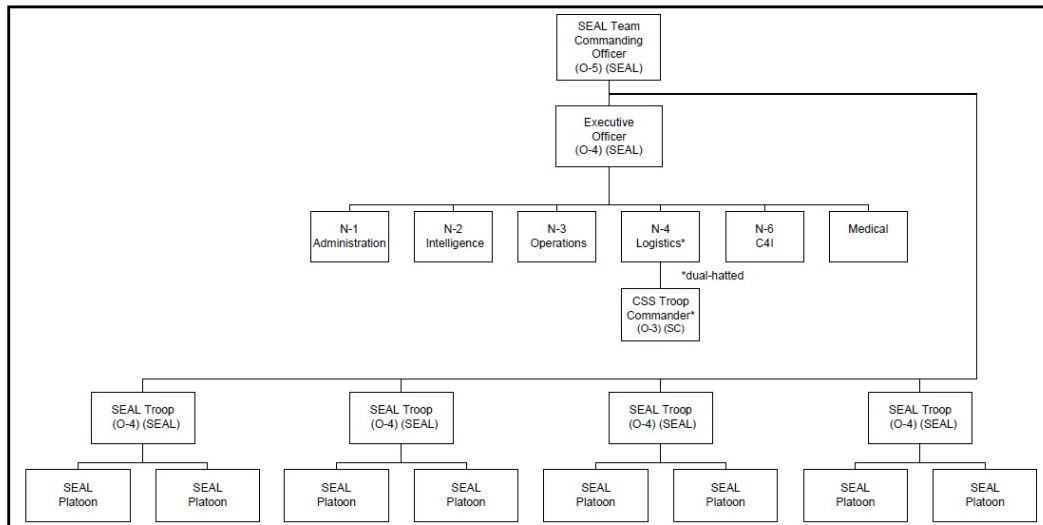 SEAL Team
Commanding
Officer
(O-5) (SEAL)
Executive
Officer
(O-4) (SEAL)
N-1
Administration
N-2
Intelligence
N-3
Operations
N-4
Logistics*
N-6
C4I
Medical
*dual-hatted
CSS Troop
Commander*
(O-3) (SC)
SEAL Troop
(O-4) (SEAL)
SEAL Troop
(O-4) (SEAL)
SEAL Troop
(O-4) (SEAL)
SEAL Troop
(O-4) (SEAL)
SEAL
Platoon
SEAL
Platoon
SEAL
Platoon
SEAL
Platoon
SEAL
Platoon
SEAL
Platoon
SEAL
Platoon
SEAL
Platoon